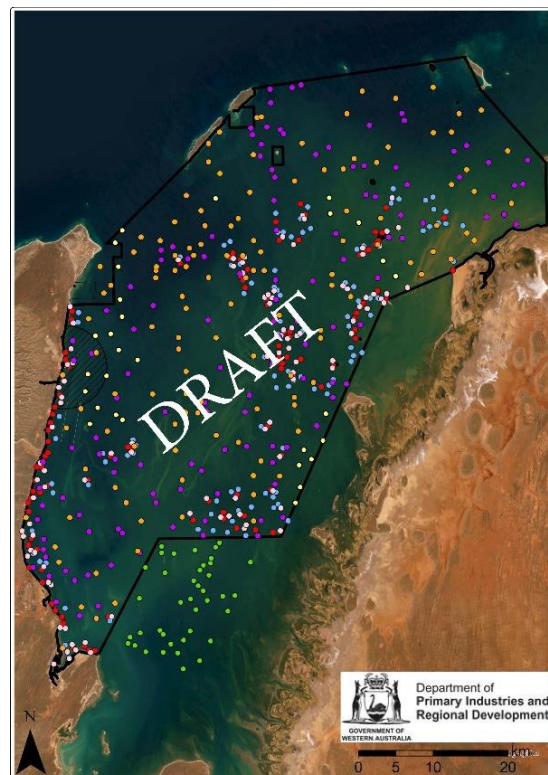 DRAFT
Department of
Primary Industries and
Regional Development
GOVERNMENT OF
WESTERN AUSTRALIA
N
km
0 5 10 20